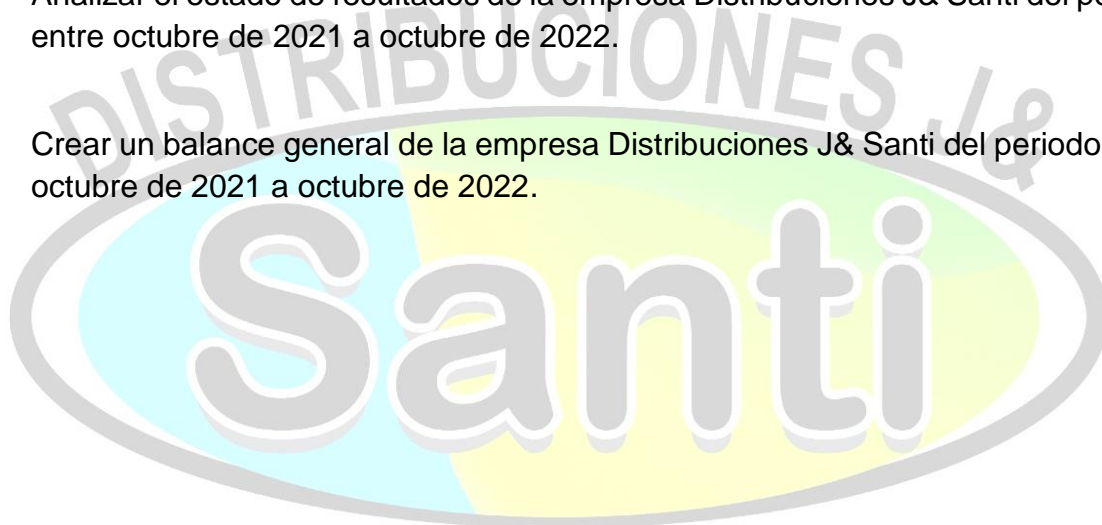 Analizar el estado de resultados de la empresa Distribuciones J& Santi del
entre octubre de 2021 a octubre de 2022.
DISTRIBUCIONES J&
Crear un balance general de la empresa Distribuciones J& Santi del periodo
octubre de 2021 a octubre de 2022.
Santi